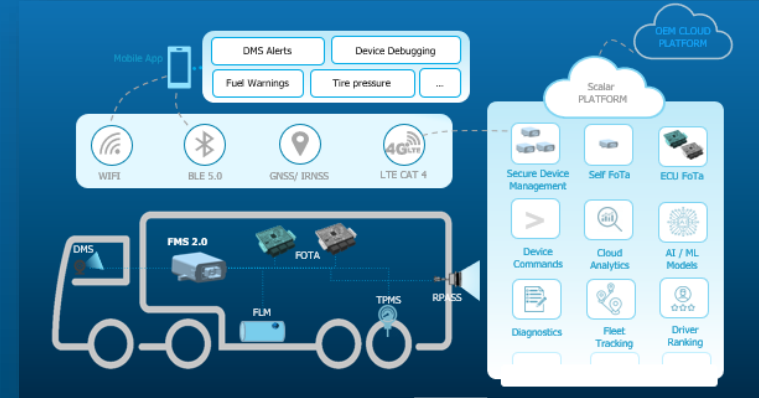 OEM CLOUD
PLATFORM
Mobile App
DMS Alerts
Device Debugging
Fuel Warnings
Tire pressure
...
Scalar
PLATFORM
WIFI
BLE 5.0
GNSS/ IRNSS
4G LTE
LTE CAT 4
Secure Device
Management
Self FoTa
ECU FoTa
Device
Commands
Cloud
Analytics
AI / ML
Models
Diagnostics
Fleet
Tracking
Driver
Ranking
DMS
FMS 2.0
FOTA
FLM
TPMS
RPASS